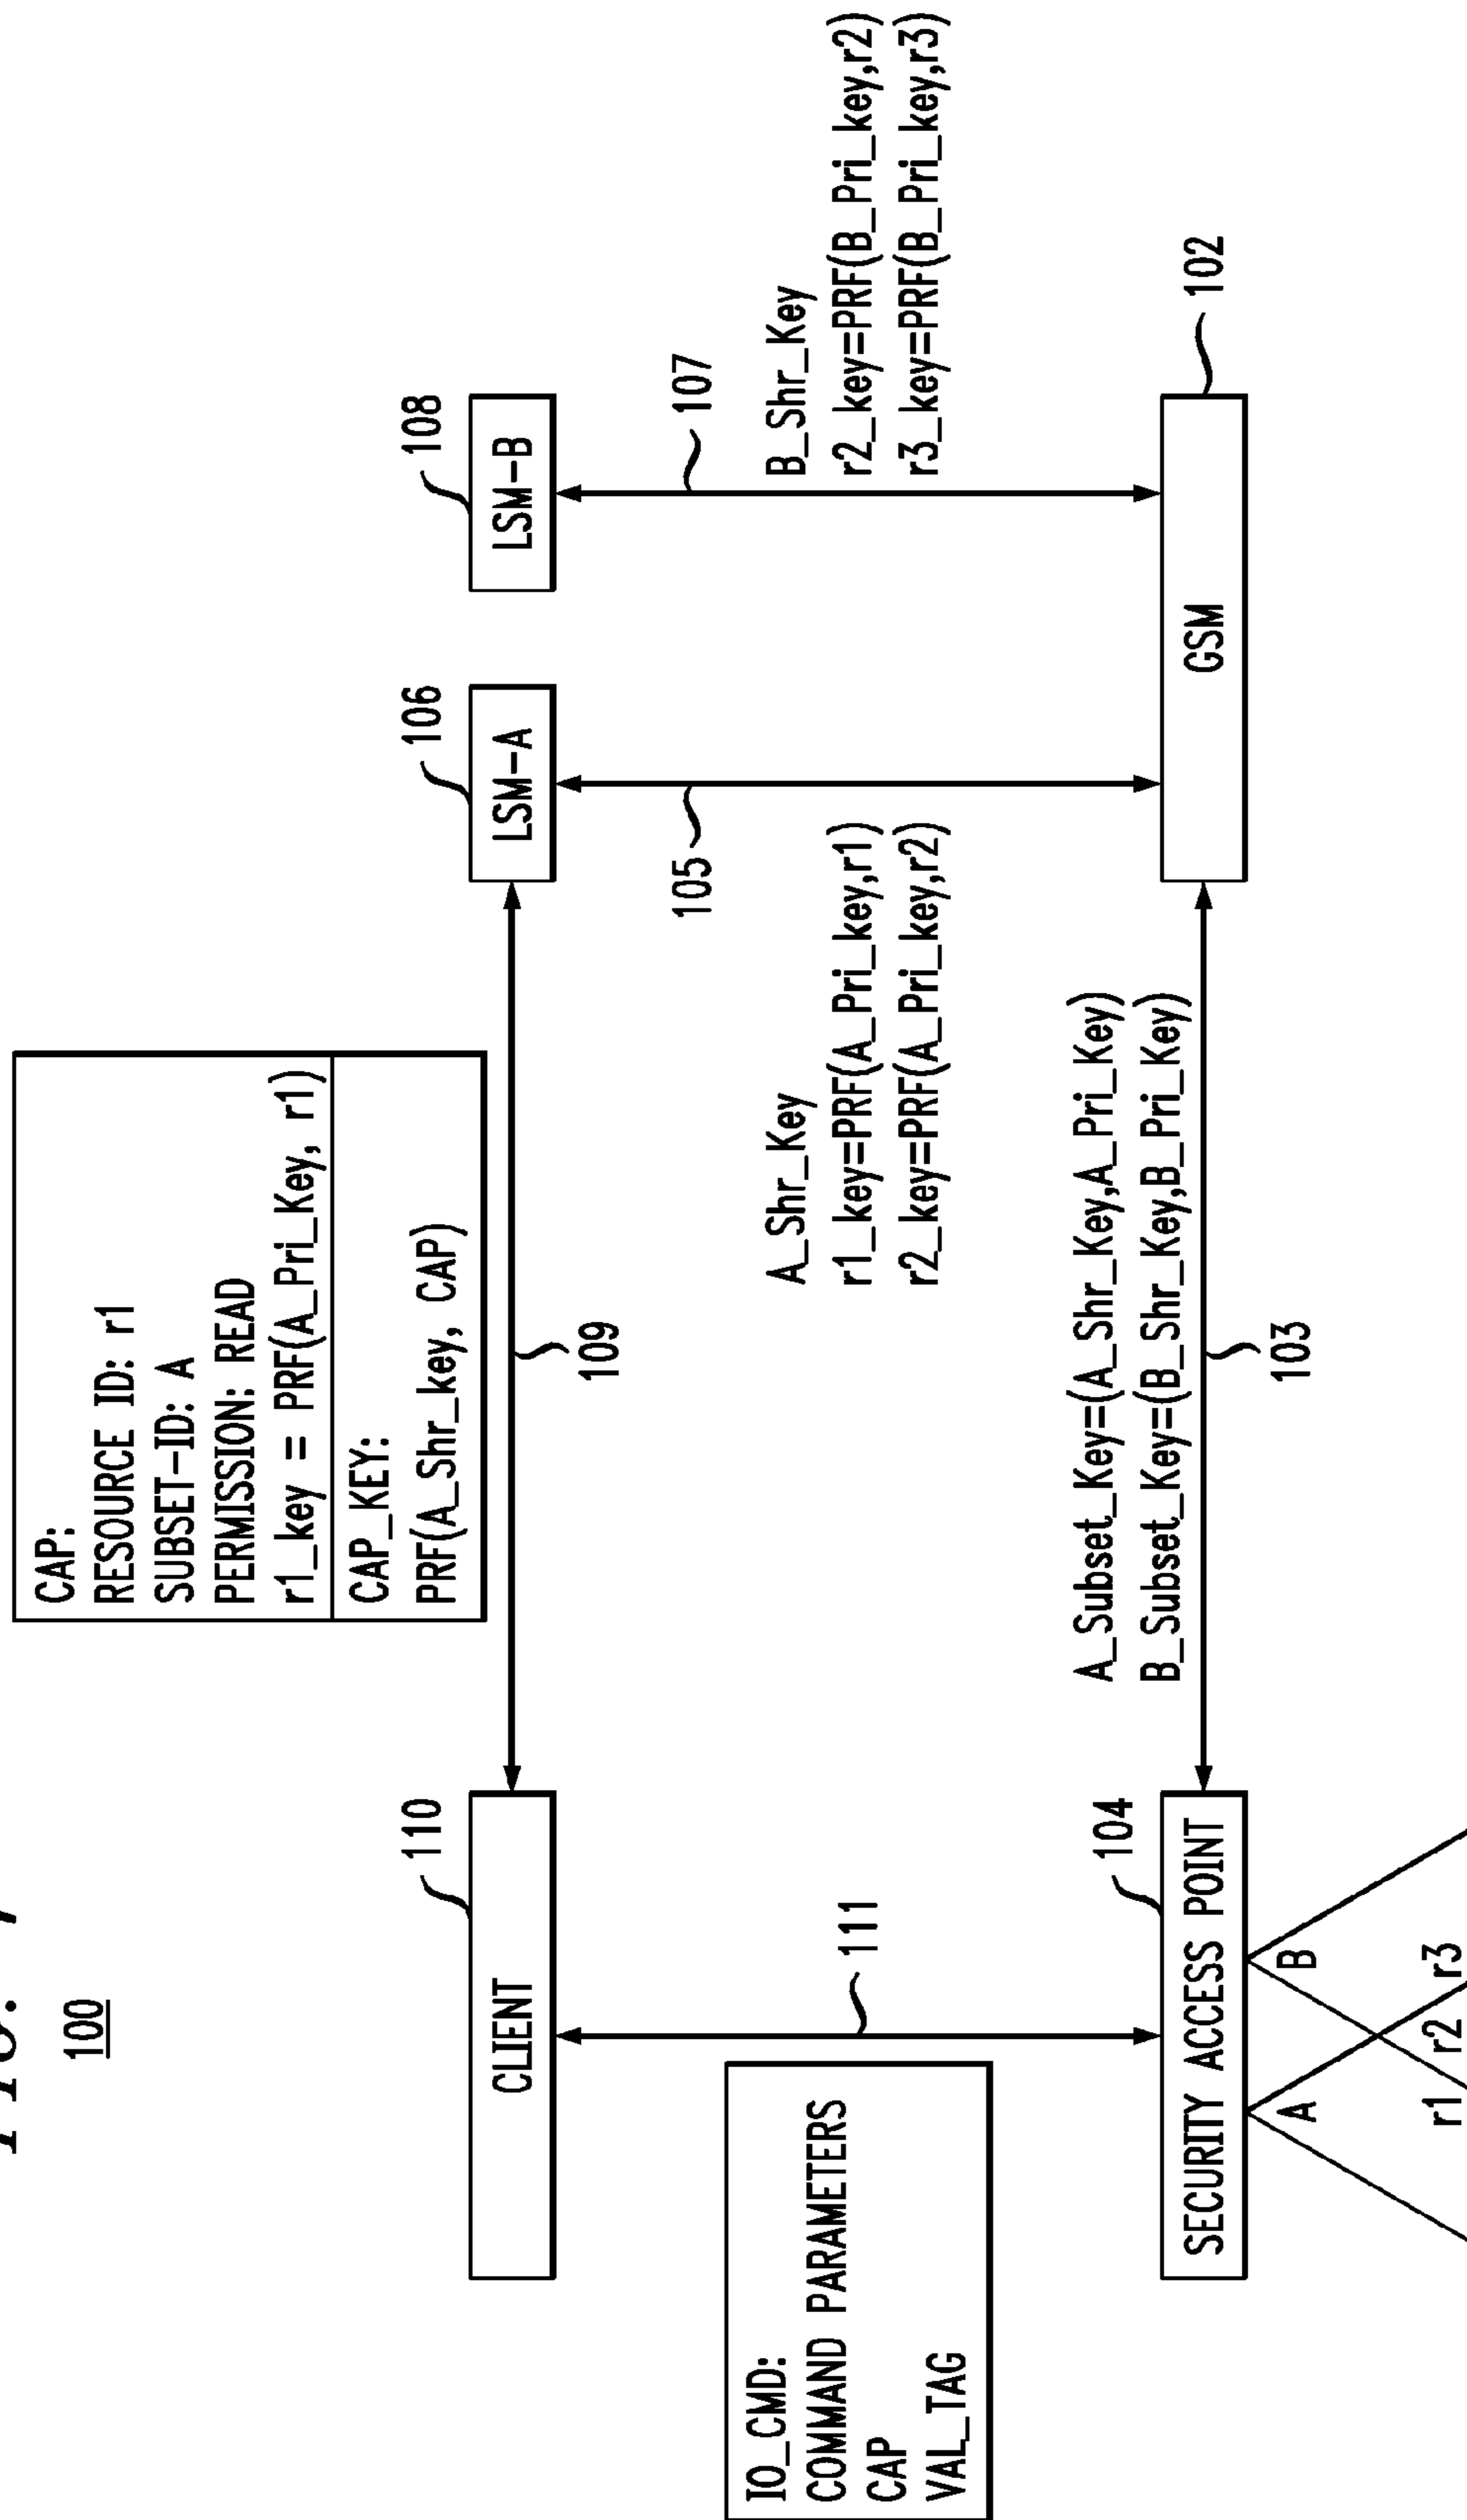 100
CAP:
RESOURCE ID: r1
SUBSET-ID: A
PERMISSION: READ
r1_key = PRF(A_Pri_Key, r1)
CAP_KEY:
PRF(A_Shr_key, CAP)
110
CLIENT
109
106
LSM-A
108
LSM-B
IO_CMD:
COMMAND PARAMETERS
CAP
VAL_TAG
111
105
A_Shr_Key
r1_key=PRF(A_Pri_key,r1)
r2_key=PRF(A_Pri_key,r2)
107
B_Shr_Key
r2_key=PRF(B_Pri_key,r2)
r3_key=PRF(B_Pri_key,r3)
A_Subset_Key=(A_Shr_Key,A_Pri_Key)
B_Subset_Key=(B_Shr_Key,B_Pri_Key)
104
SECURITY ACCESS POINT
103
GSM
102
A B
r1 r2 r3